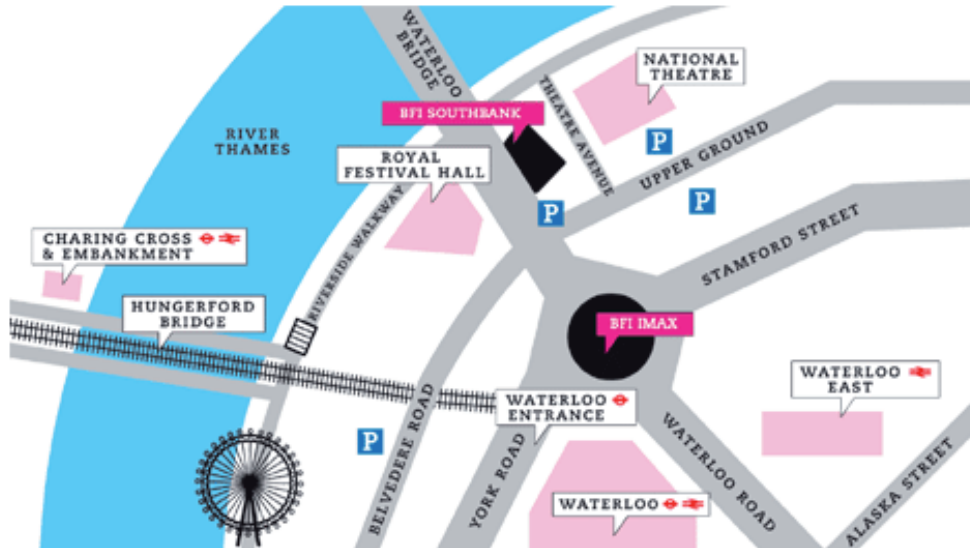 WATERLOO
BRIDGE
NATIONAL
THEATRE
THEATRE AVENUE
BFI SOUTHBANK
RIVER
THAMES
P
UPPER GROUND
ROYAL
FESTIVAL HALL
P
P
RIVERSIDE WALKWAY
STAMFORD STREET
CHARING CROSS
& EMBANKMENT
HUNGERFORD
BRIDGE
BFI IMAX
WATERLOO
EAST
WATERLOO
ENTRANCE
P
BELVEDERE ROAD
YORK ROAD
WATERLOO ROAD
ALASKA STREET
WATERLOO